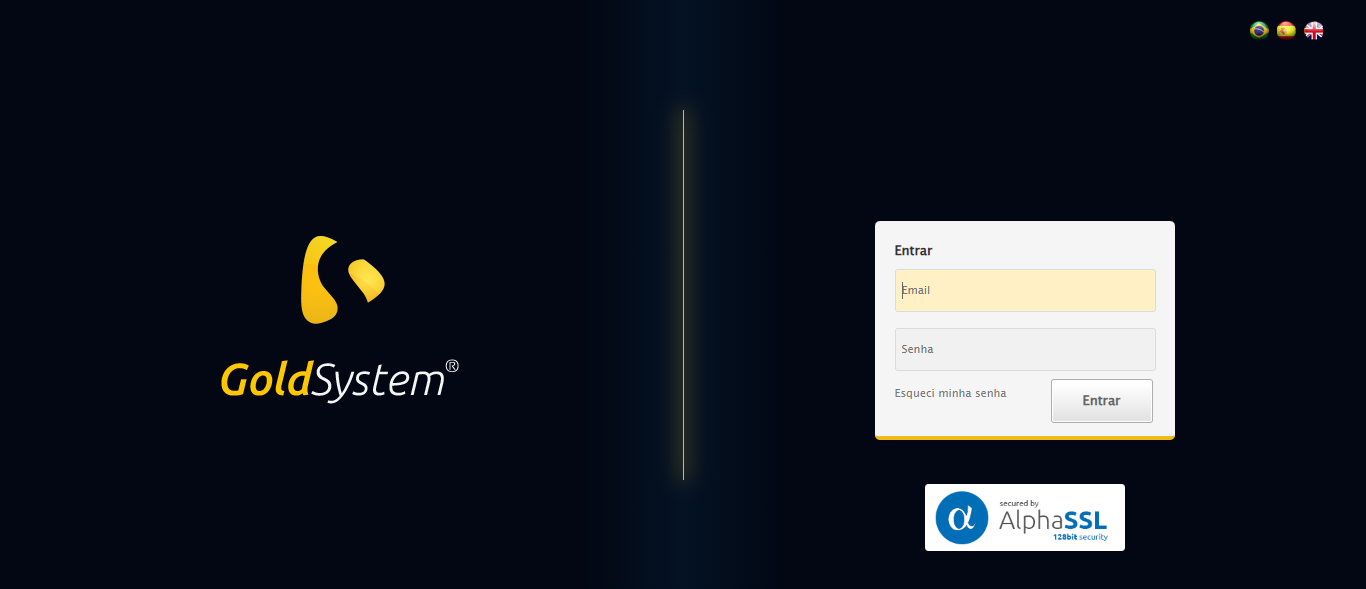 GoldSystem®
Entrar
Email
Senha
Esqueci minha senha
Entrar
secured by
AlphaSSL
128bit security